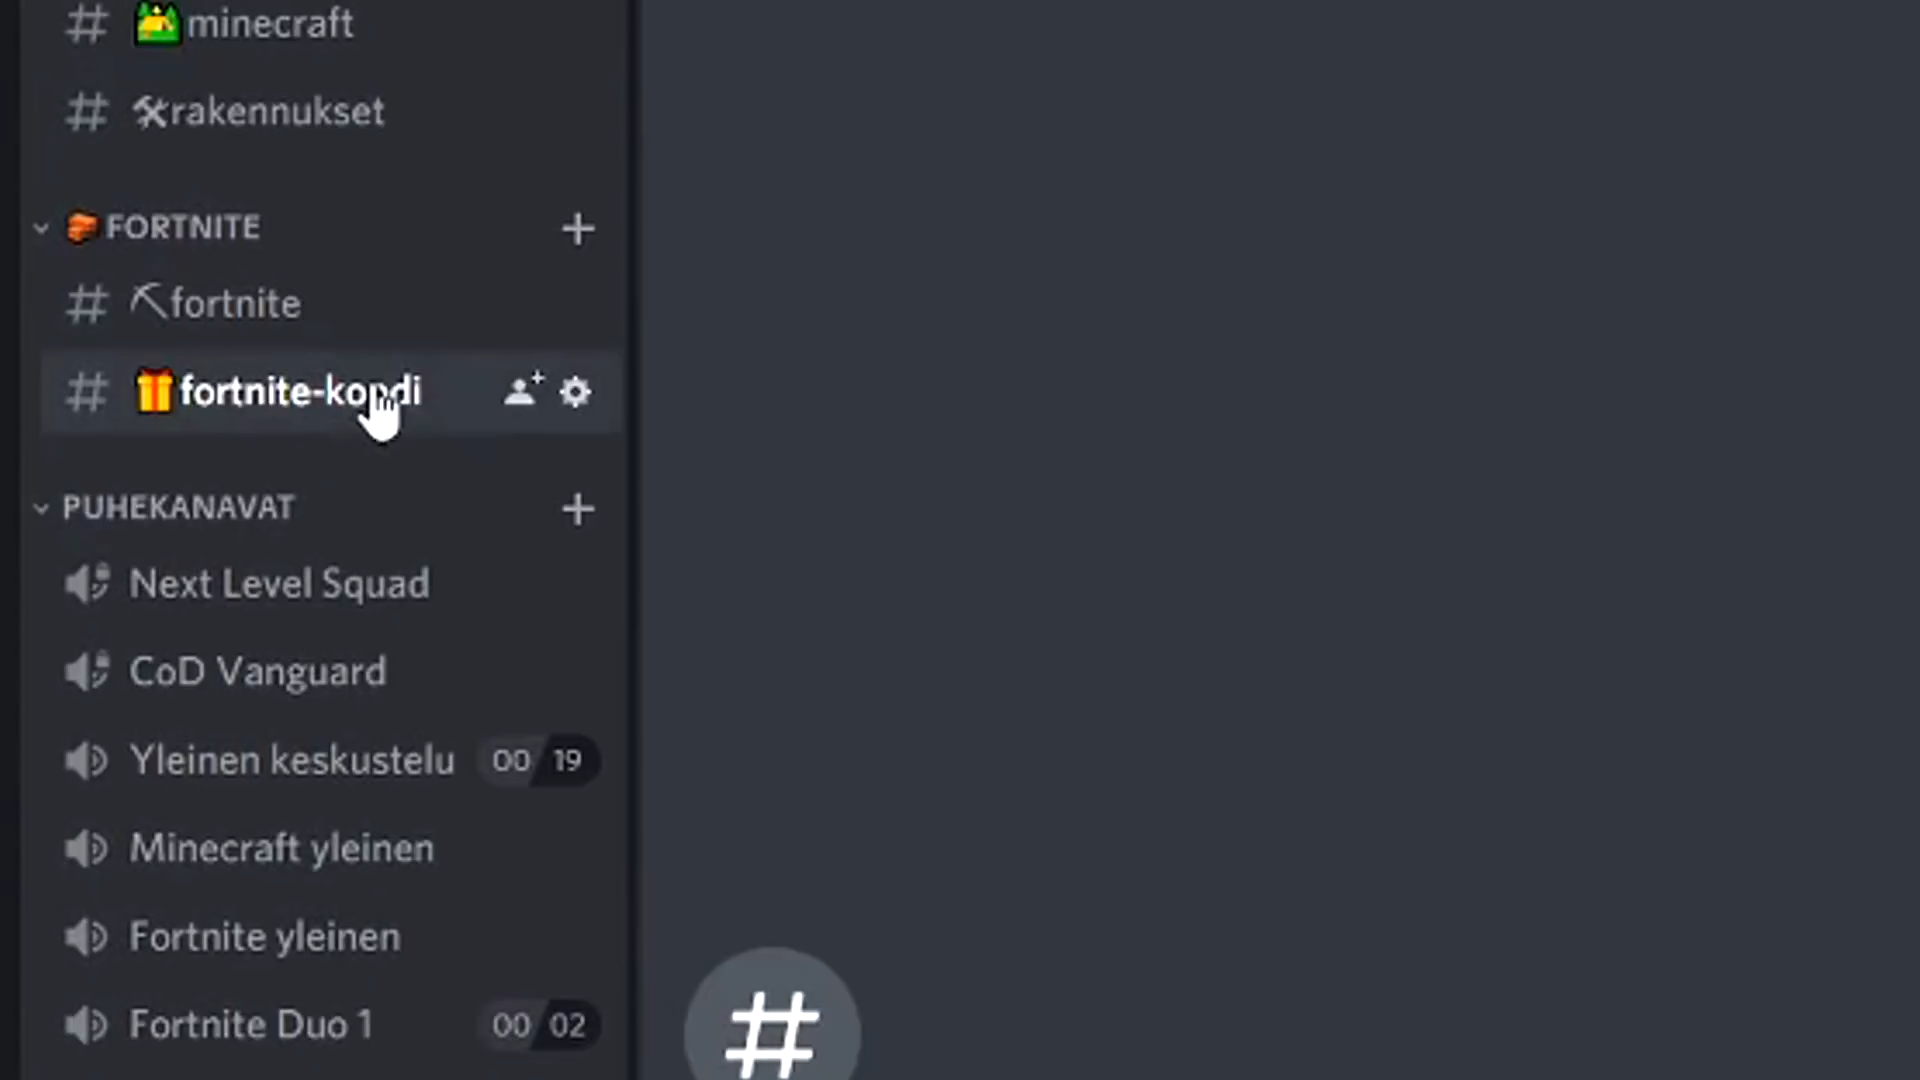 minecraft
rakennukset
FORTNITE
fortnite
PUHEKANAVAT
Next Level Squad
CoD Vanguard
Yleinen keskustelu 00 19
Minecraft yleinen
Fortnite yleinen
Fortnite Duo 1 00 02